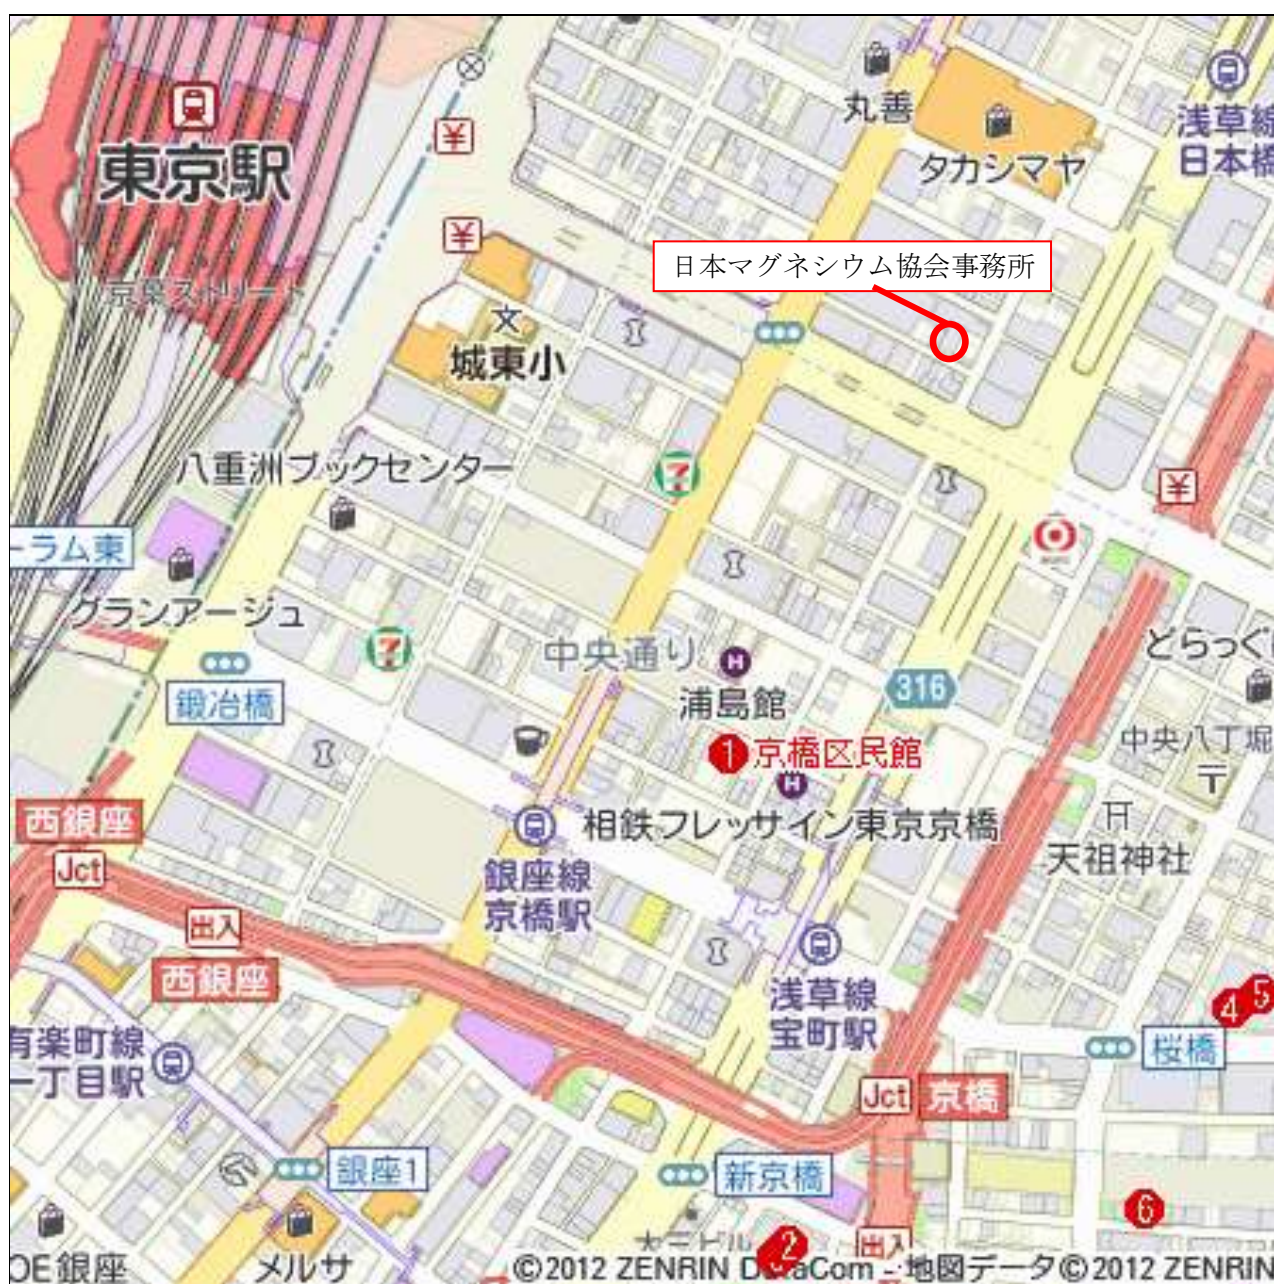 丸善
タカシマヤ
浅草線
日本橋
東京駅
京葉ストリート
日本マグネシウム協会事務所
城東小
八重洲ブックセンター
ーラム東
グランアージュ
中央通り
浦島館
316
どらっぐ
鍛冶橋
1 京橋区民館
中央八丁堀
相鉄フレッサイン東京京橋
西銀座
Jct
天祖神社
銀座線
京橋駅
出入
西銀座
浅草線
宝町駅
4
5
有楽町線
一丁目駅
桜橋
Jct
京橋
銀座1
新京橋
6
2
出入
OE銀座
メルサ
©2012 ZENRIN DataCom - 地図データ©2012 ZENRIN